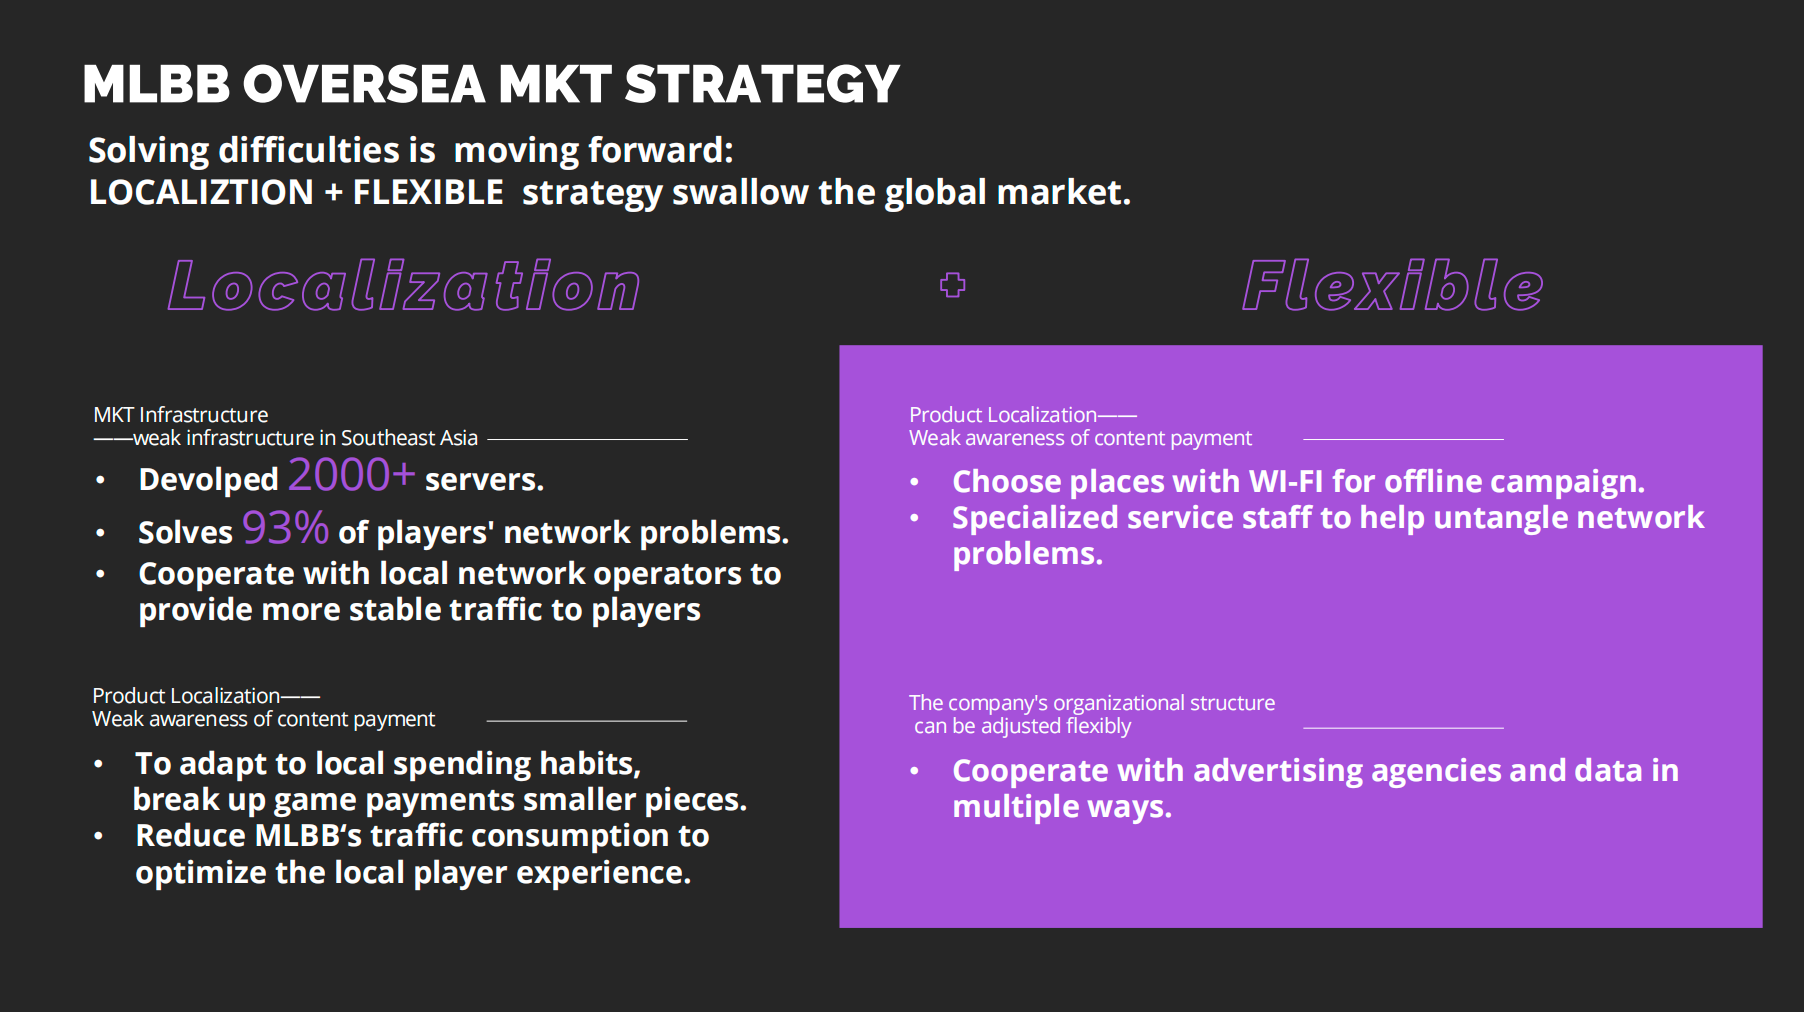 MLBB OVERSEA MKT STRATEGY
Solving difficulties is  moving forward:
LOCALIZTION + FLEXIBLE  strategy swallow the global market.
Localization + Flexible
MKT Infrastructure
——weak infrastructure in Southeast Asia
• Devolped 2000+ servers.
• Solves 93% of players' network problems.
• Cooperate with local network operators to
provide more stable traffic to players
Product Localization——
Weak awareness of content payment
• To adapt to local spending habits,
break up game payments smaller pieces.
• Reduce MLBB‘s traffic consumption to
optimize the local player experience.
Product Localization——
Weak awareness of content payment
• Choose places with WI-FI for offline campaign.
• Specialized service staff to help untangle network
problems.
The company's organizational structure
can be adjusted flexibly
• Cooperate with advertising agencies and data in
multiple ways.